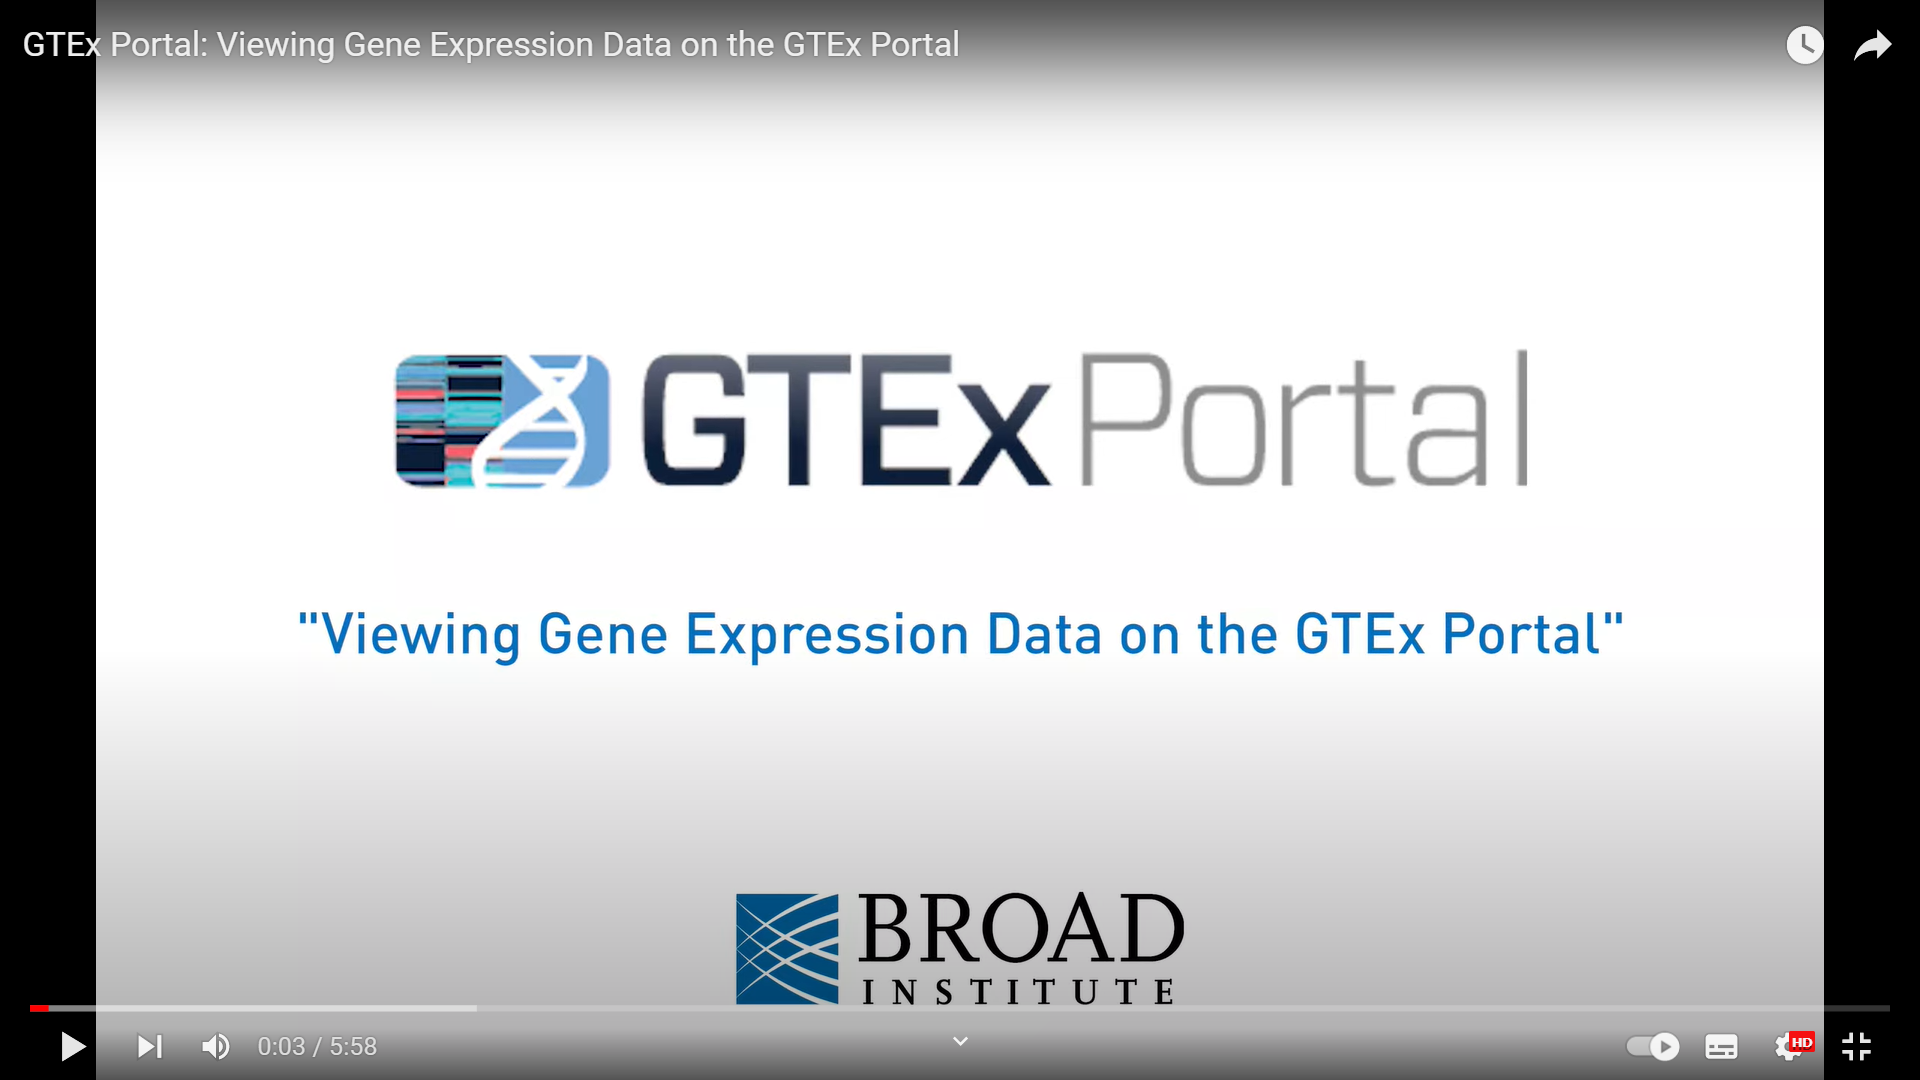 GTEx Portal: Viewing Gene Expression Data on the GTEx Portal
GTEx Portal
"Viewing Gene Expression Data on the GTEx Portal"
BROAD
INSTITUTE
0:03 / 5:58
HD